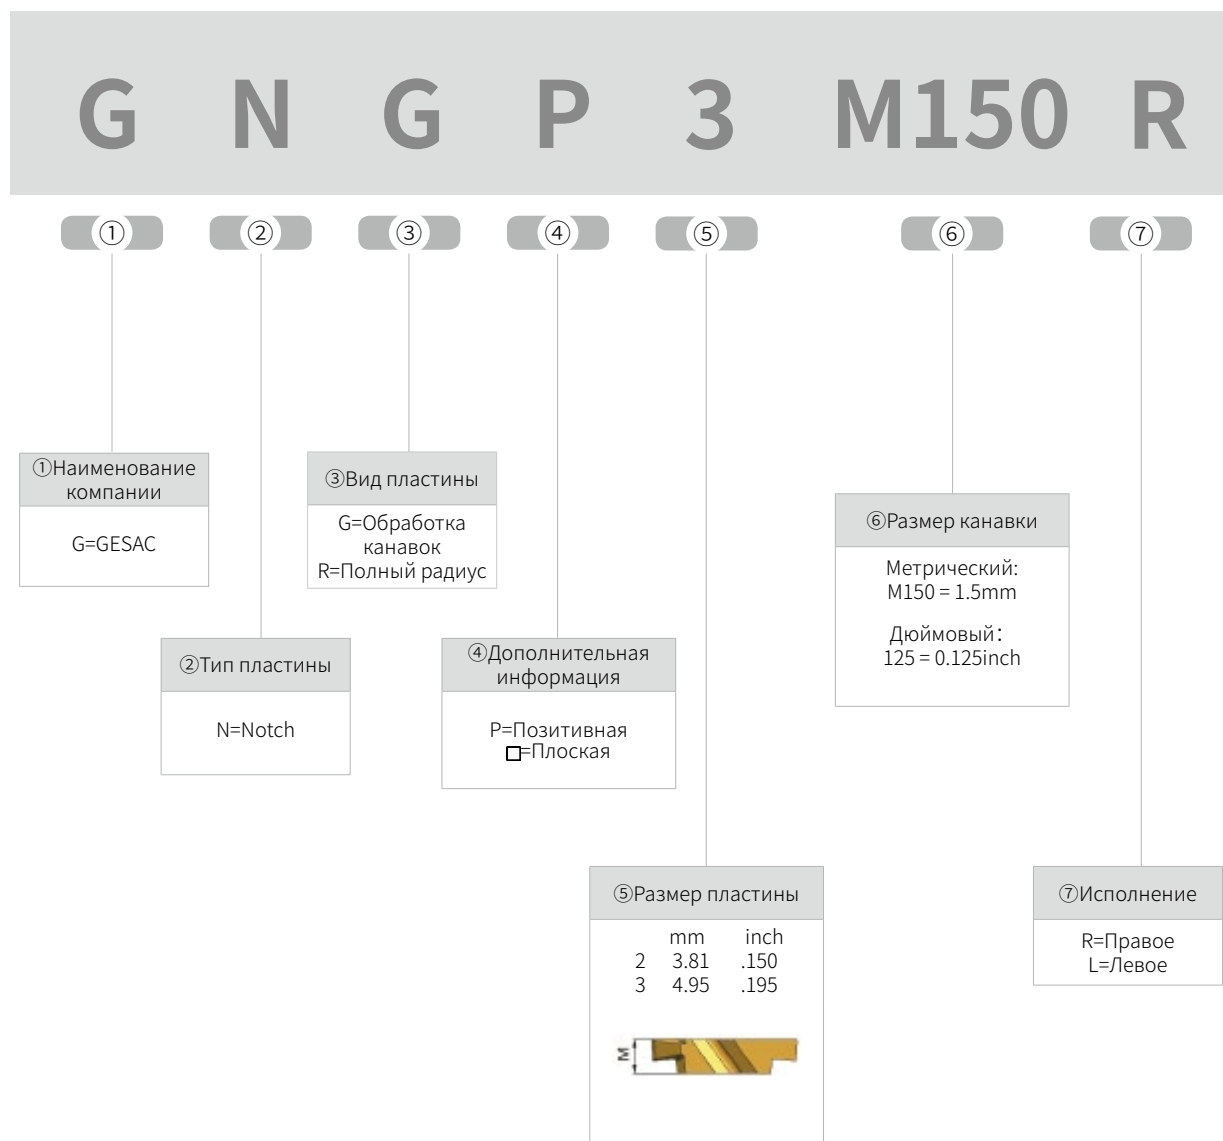 G N G P 3 M150 R
① ② ③ ④ ⑤ ⑥ ⑦
①Наименование
компании
G=GESAC
②Тип пластины
N=Notch
③Вид пластины
G=Обработка
канавок
R=Полный радиус
④Дополнительная
информация
P=Позитивная
□=Плоская
⑤Размер пластины
mm inch
2 3.81 .150
3 4.95 .195
M
⑥Размер канавки
Метрический:
M150 = 1.5mm
Дюймовый：
125 = 0.125inch
⑦Исполнение
R=Правое
L=Левое